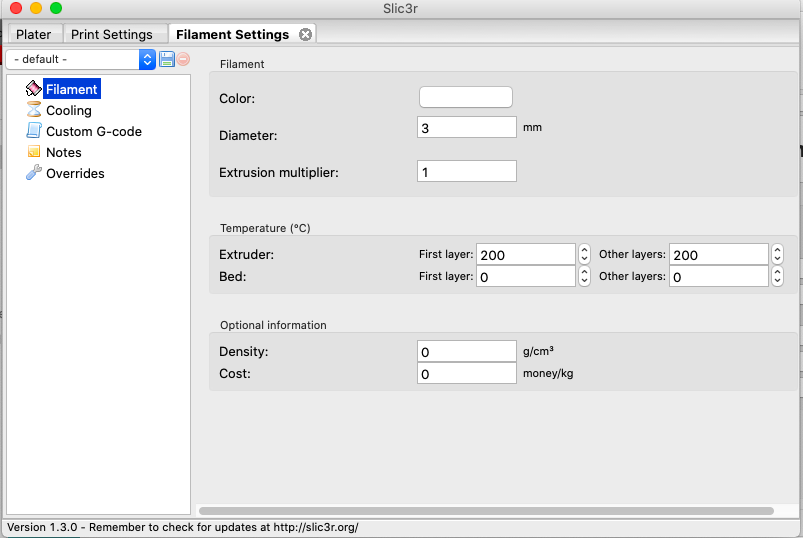 Slic3r
Plater Print Settings Filament Settings
- default -
Filament
Cooling
Custom G-code
Notes
Overrides
Filament
Color:
Diameter: 3 mm
Extrusion multiplier: 1
Temperature (°C)
Extruder: First layer: 200 Other layers: 200
Bed: First layer: 0 Other layers: 0
Optional information
Density: 0 g/cm³
Cost: 0 money/kg
Version 1.3.0 - Remember to check for updates at http://slic3r.org/